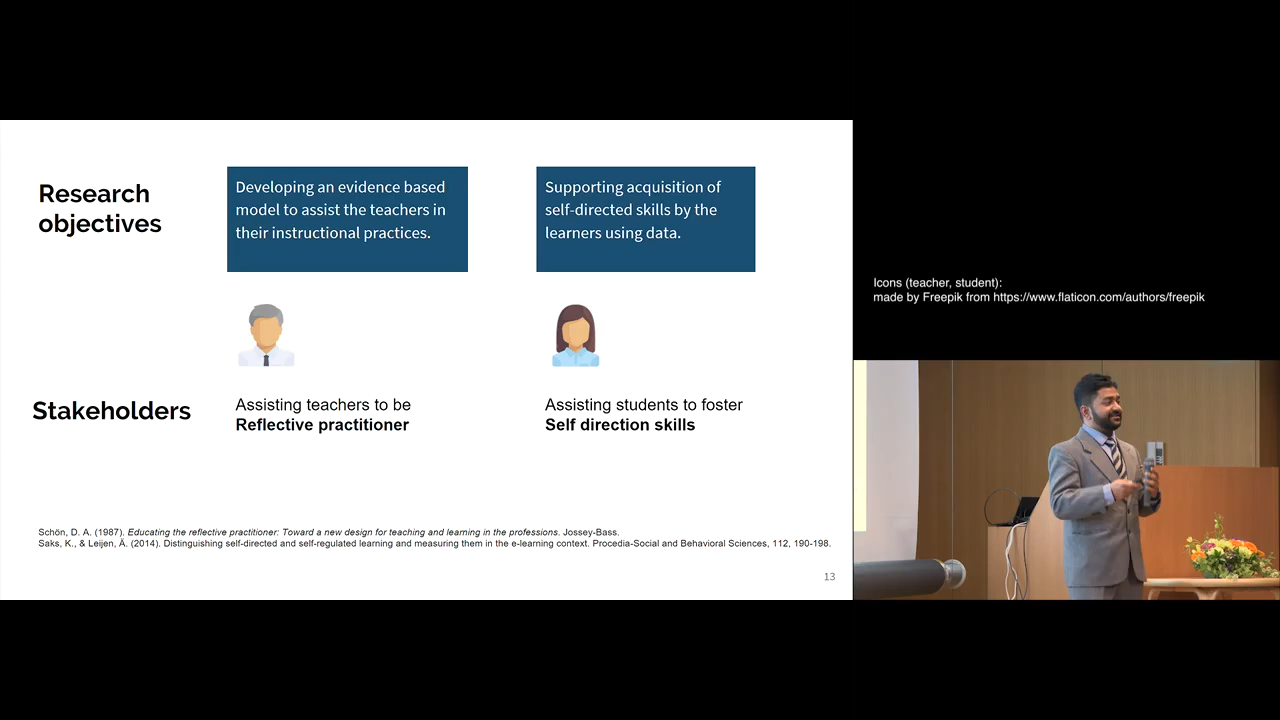 Research
objectives
Developing an evidence based
model to assist the teachers in
their instructional practices.
Supporting acquisition of
self-directed skills by the
learners using data.
Stakeholders
Assisting teachers to be
Reflective practitioner
Assisting students to foster
Self direction skills
Schön, D. A. (1987). Educating the reflective practitioner: Toward a new design for teaching and learning in the professions. Jossey-Bass.
Saks, K., & Leijen, Ä. (2014). Distinguishing self-directed and self-regulated learning and measuring them in the e-learning context. Procedia-Social and Behavioral Sciences, 112, 190-198.
13
Icons (teacher, student):
made by Freepik from https://www.flaticon.com/authors/freepik